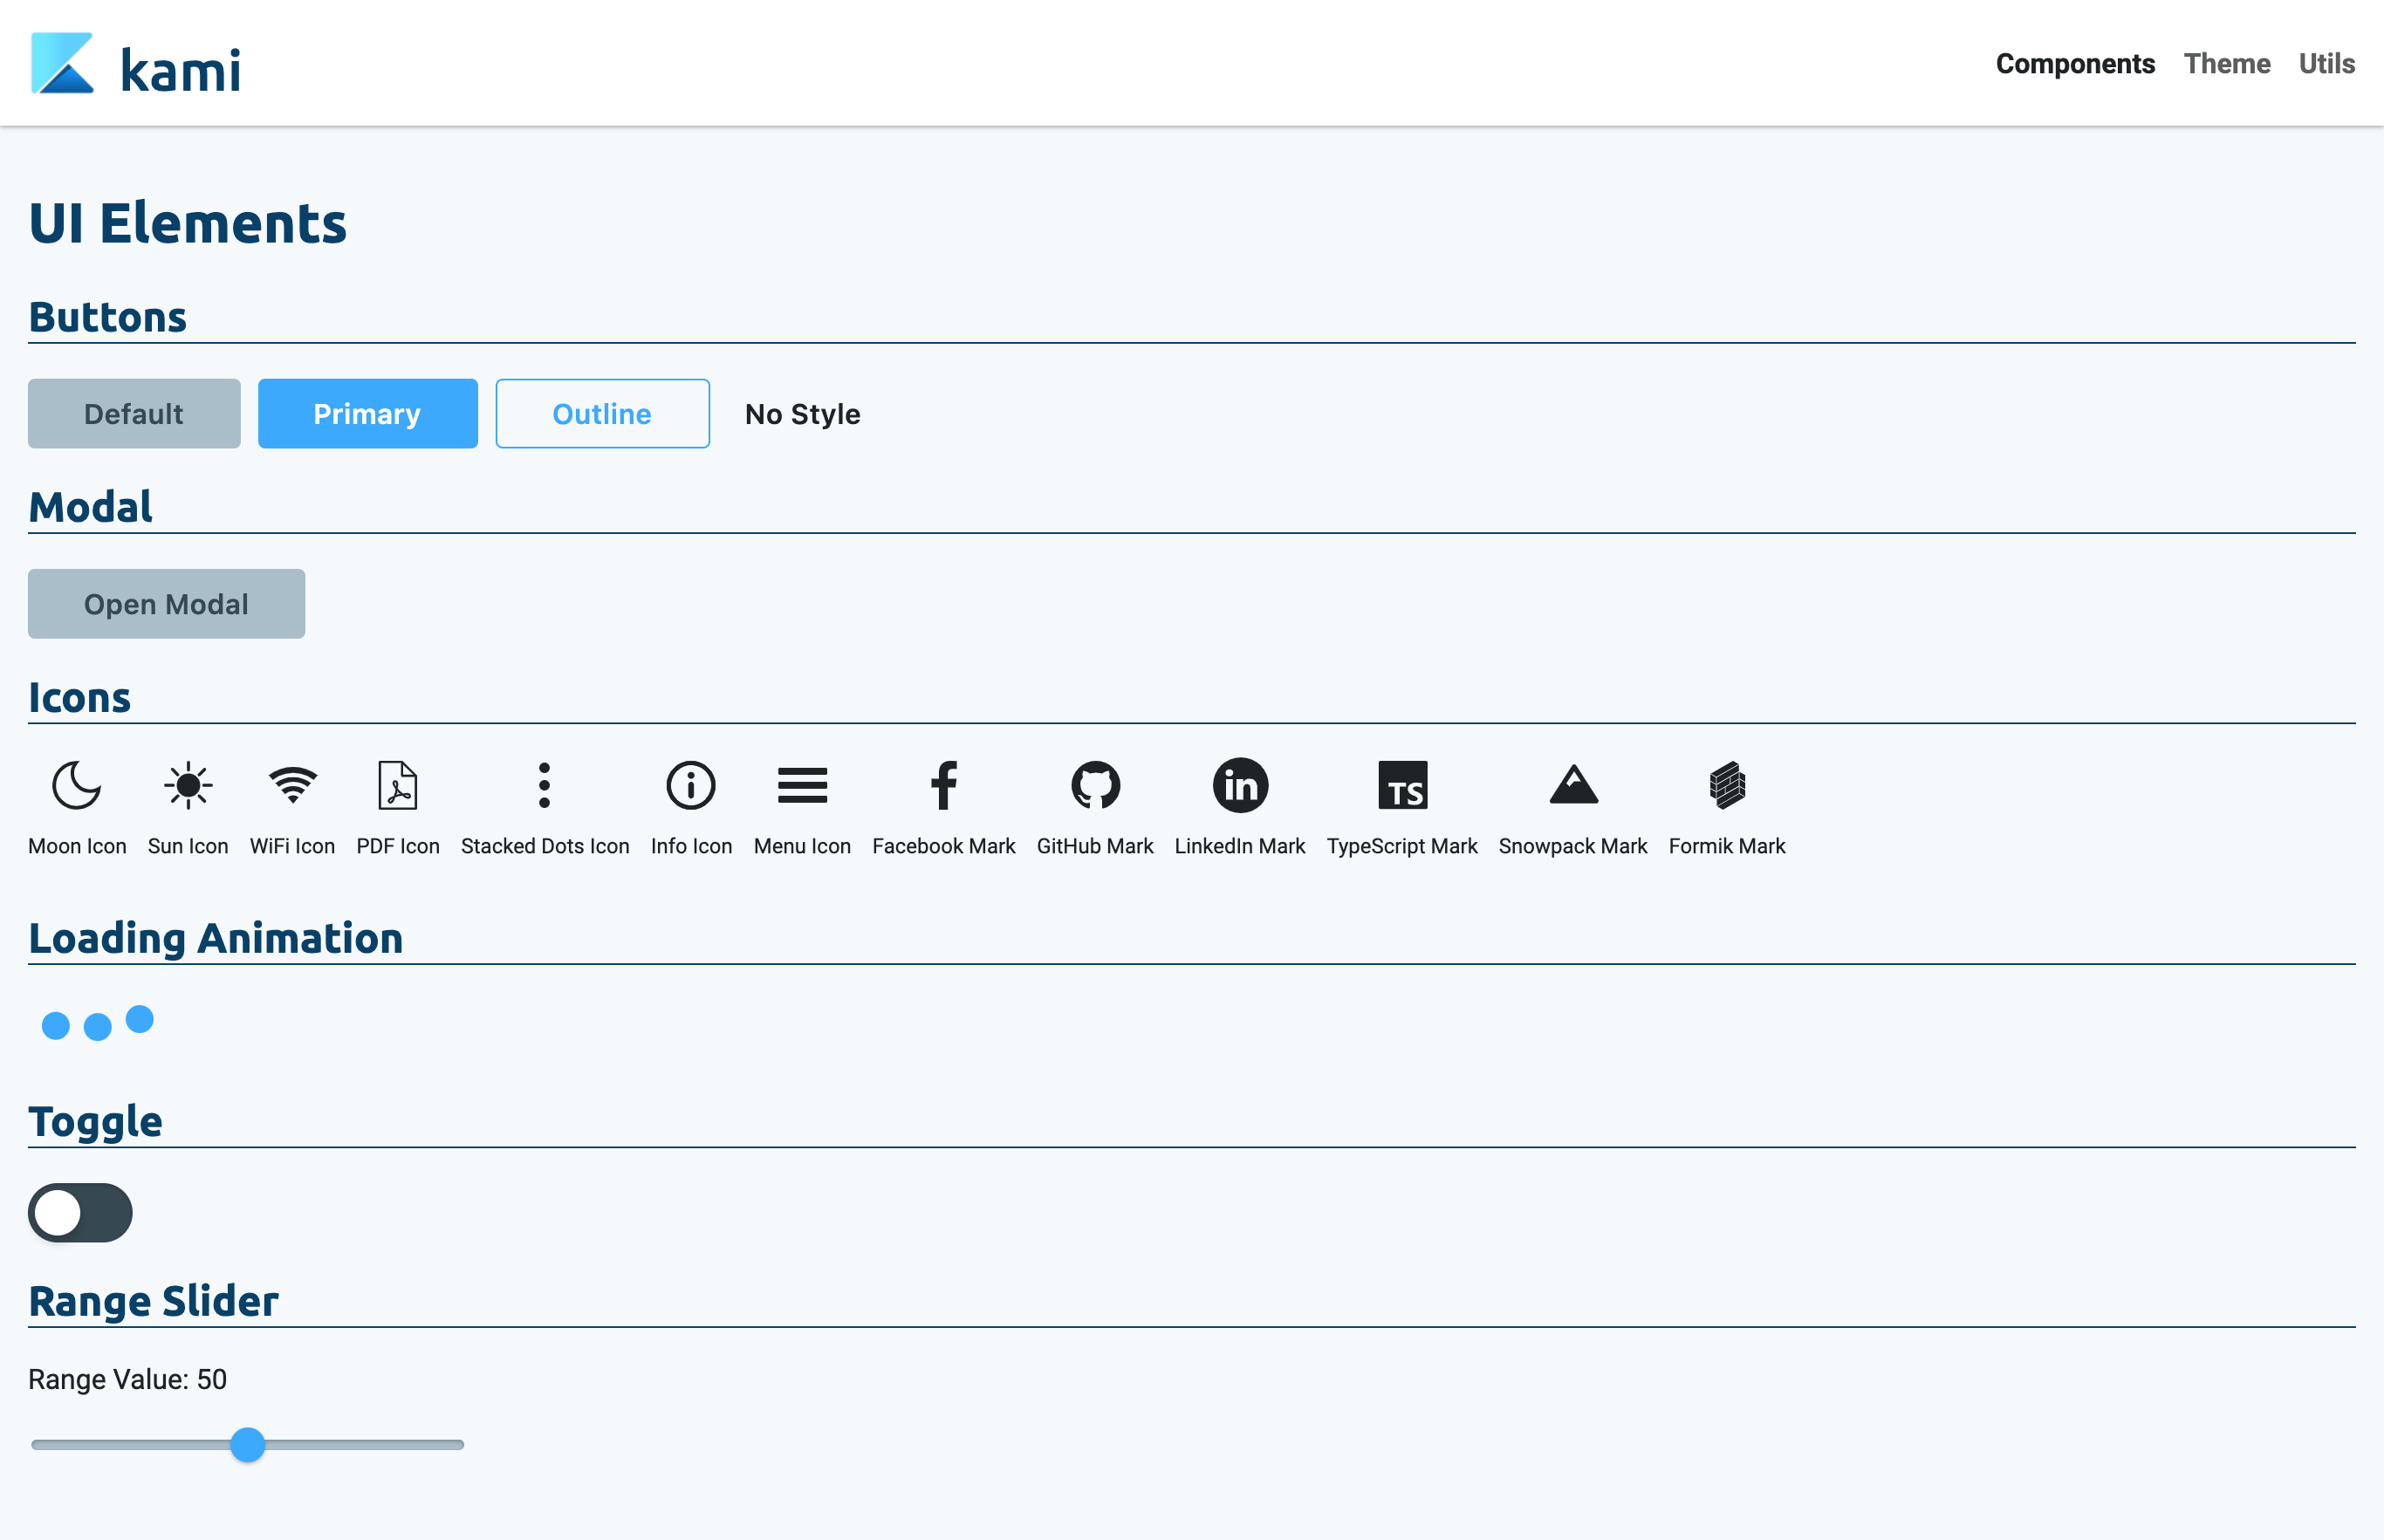 kami
Components Theme Utils
UI Elements
Buttons
Default Primary Outline No Style
Modal
Open Modal
Icons
in TS
Moon Icon Sun Icon WiFi Icon PDF Icon Stacked Dots Icon Info Icon Menu Icon Facebook Mark GitHub Mark LinkedIn Mark TypeScript Mark Snowpack Mark Formik Mark
Loading Animation
Toggle
Range Slider
Range Value: 50